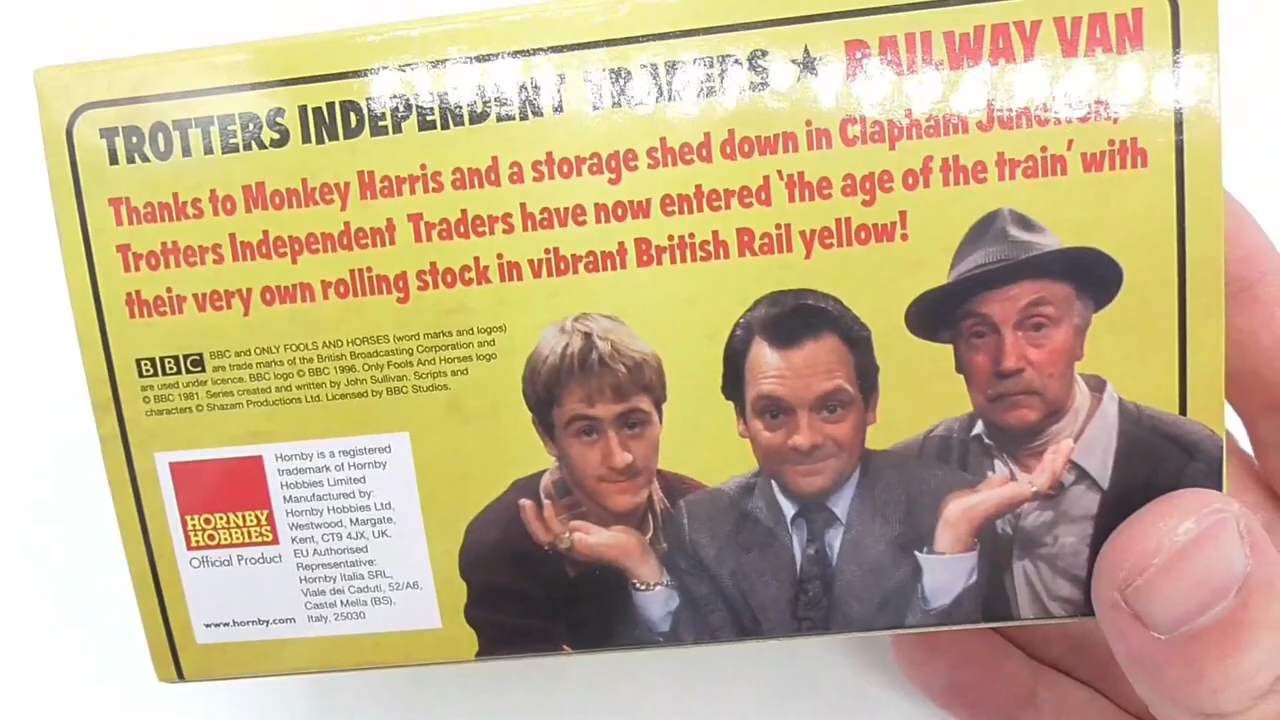 TROTTERS INDEPENDENT TRADERS ★ RAILWAY VAN
Thanks to Monkey Harris and a storage shed down in Clapham Junction,
Trotters Independent Traders have now entered 'the age of the train' with
their very own rolling stock in vibrant British Rail yellow!
BBC
BBC and ONLY FOOLS AND HORSES (word marks and logos)
are trade marks of the British Broadcasting Corporation and
are used under licence. BBC logo © BBC 1996. Only Fools And Horses logo
© BBC 1981. Series created and written by John Sullivan. Scripts and
characters © Shazam Productions Ltd. Licensed by BBC Studios.
HORNBY
HOBBIES
Official Product
www.hornby.com
Hornby is a registered
trademark of Hornby
Hobbies Limited
Manufactured by:
Hornby Hobbies Ltd,
Westwood, Margate,
Kent, CT9 4JX, UK.
EU Authorised
Representative:
Hornby Italia SRL,
Viale dei Caduti, 52/A6,
Castel Mella (BS),
Italy, 25030